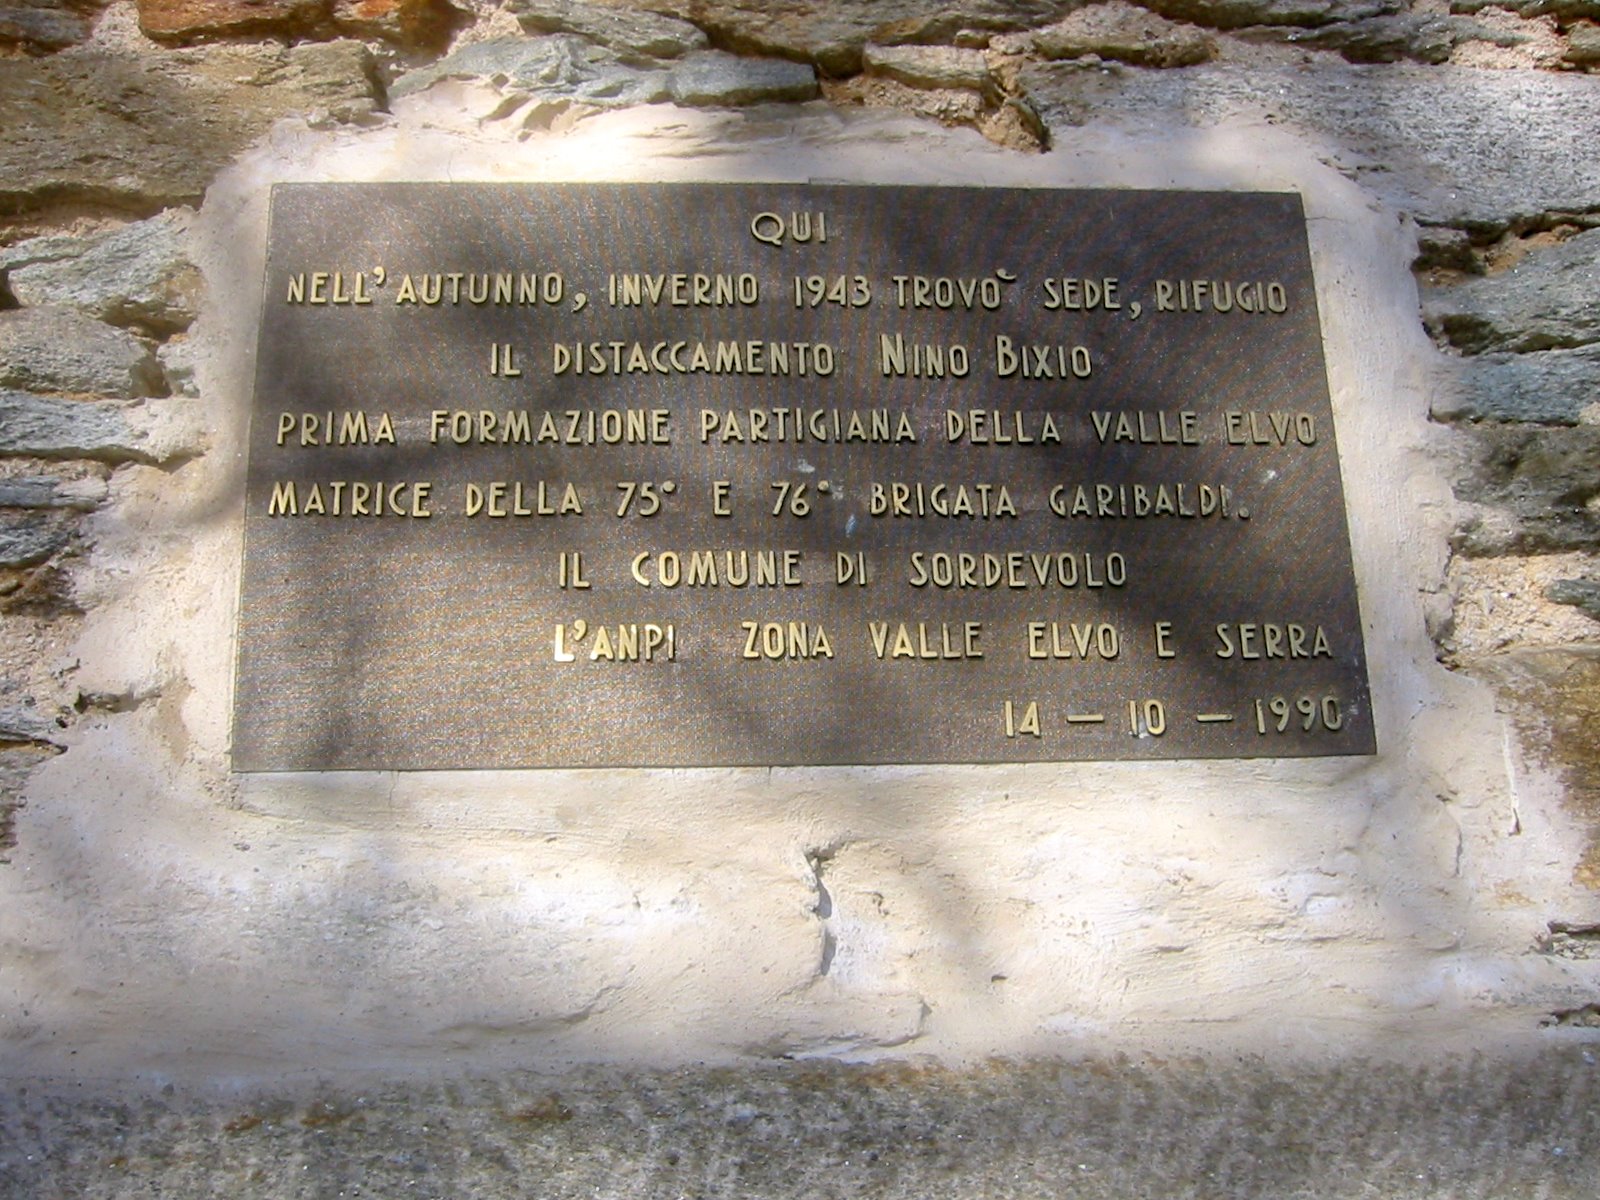 QUI
NELL'AUTUNNO, INVERNO 1943 TROVO` SEDE, RIFUGIO
IL DISTACCAMENTO NINO BIXIO
PRIMA FORMAZIONE PARTIGIANA DELLA VALLE ELVO
MATRICE DELLA 75° E 76° BRIGATA GARIBALDI.
IL COMUNE DI SORDEVOLO
L'ANPI ZONA VALLE ELVO E SERRA
14 — 10 — 1990